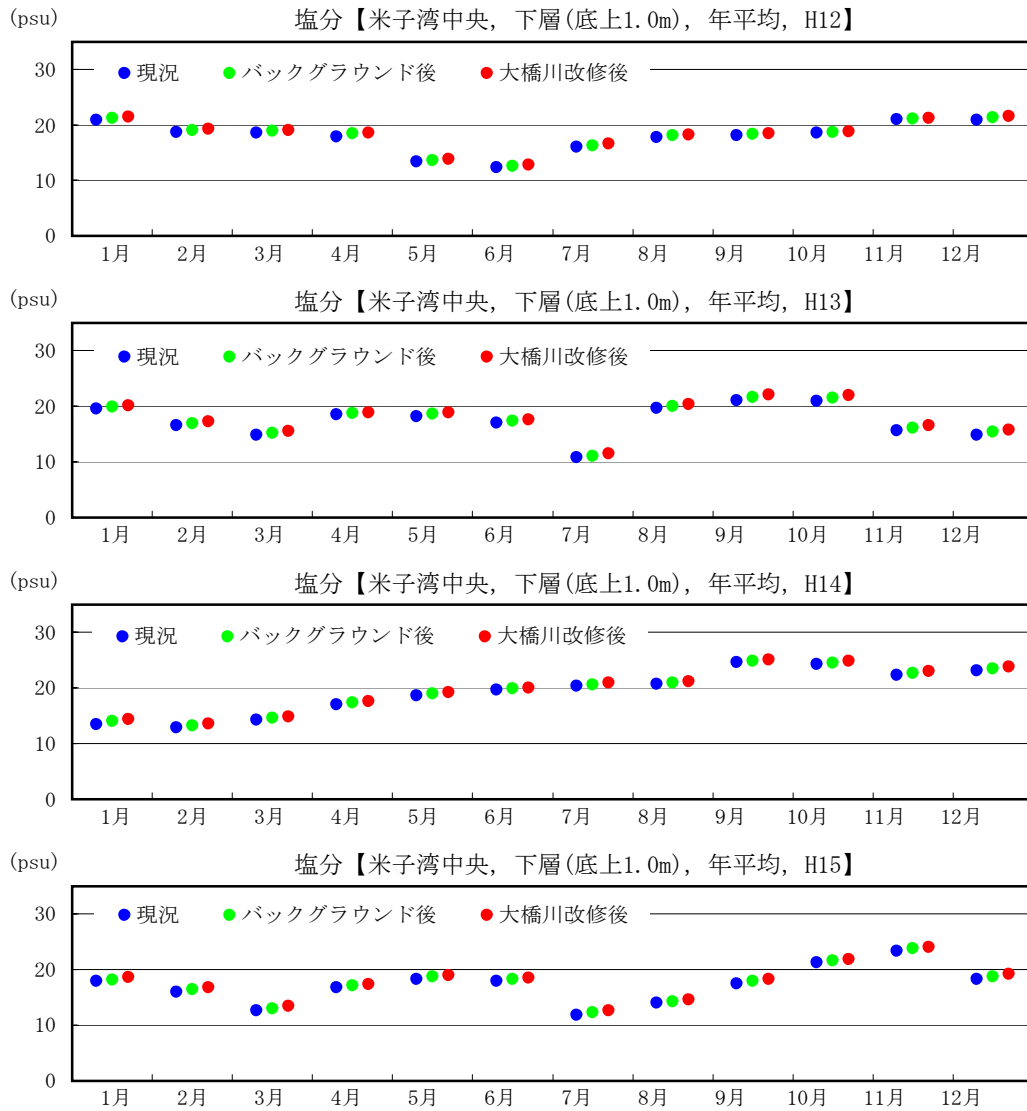 (psu)
塩分【米子湾中央, 下層(底上1.0m), 年平均, H12】
30
現況 バックグラウンド後 大橋川改修後
20
10
0
1月 2月 3月 4月 5月 6月 7月 8月 9月 10月 11月 12月
(psu)
塩分【米子湾中央, 下層(底上1.0m), 年平均, H13】
30
現況 バックグラウンド後 大橋川改修後
20
10
0
1月 2月 3月 4月 5月 6月 7月 8月 9月 10月 11月 12月
(psu)
塩分【米子湾中央, 下層(底上1.0m), 年平均, H14】
30
現況 バックグラウンド後 大橋川改修後
20
10
0
1月 2月 3月 4月 5月 6月 7月 8月 9月 10月 11月 12月
(psu)
塩分【米子湾中央, 下層(底上1.0m), 年平均, H15】
30
現況 バックグラウンド後 大橋川改修後
20
10
0
1月 2月 3月 4月 5月 6月 7月 8月 9月 10月 11月 12月